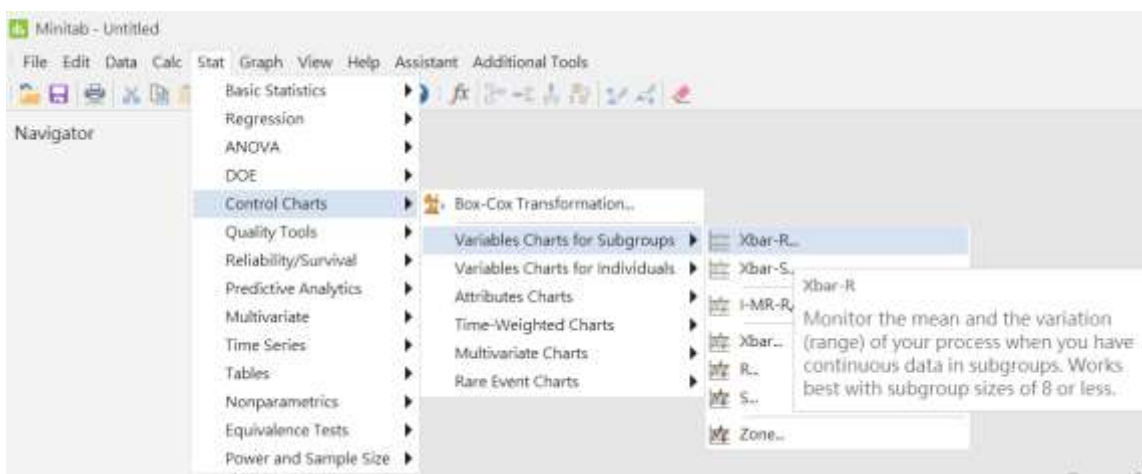 Minitab - Untitled
File Edit Data Calc Stat Graph View Help Assistant Additional Tools
Navigator
Basic Statistics
Regression
ANOVA
DOE
Control Charts
Quality Tools
Reliability/Survival
Predictive Analytics
Multivariate
Time Series
Tables
Nonparametrics
Equivalence Tests
Power and Sample Size
Box-Cox Transformation...
Variables Charts for Subgroups
Variables Charts for Individuals
Attributes Charts
Time-Weighted Charts
Multivariate Charts
Rare Event Charts
Xbar-R...
Xbar-S...
I-MR-R/
Xbar...
R...
S...
Zone...
Xbar-R
Monitor the mean and the variation
(range) of your process when you have
continuous data in subgroups. Works
best with subgroup sizes of 8 or less.
fx